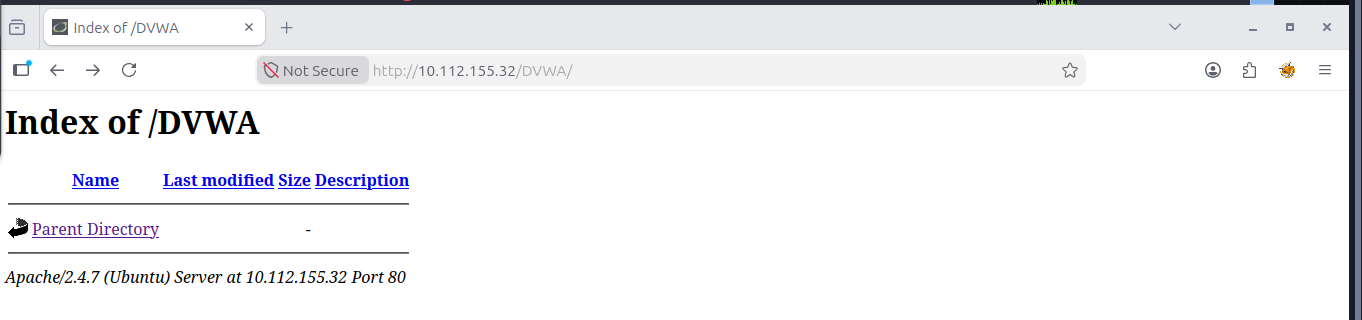 Index of /DVWA
Not Secure http://10.112.155.32/DVWA/
Index of /DVWA
Name Last modified Size Description
Parent Directory -
Apache/2.4.7 (Ubuntu) Server at 10.112.155.32 Port 80